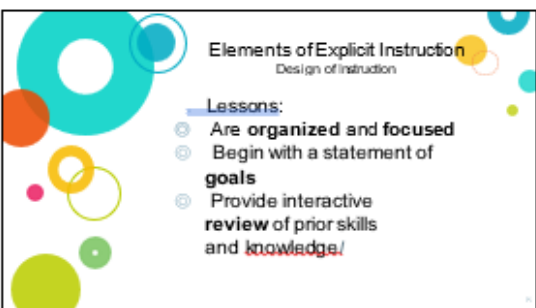 Elements of Explicit Instruction
Design of Instruction
Lessons:
Are organized and focused
Begin with a statement of
goals
Provide interactive
review of prior skills
and knowledge/